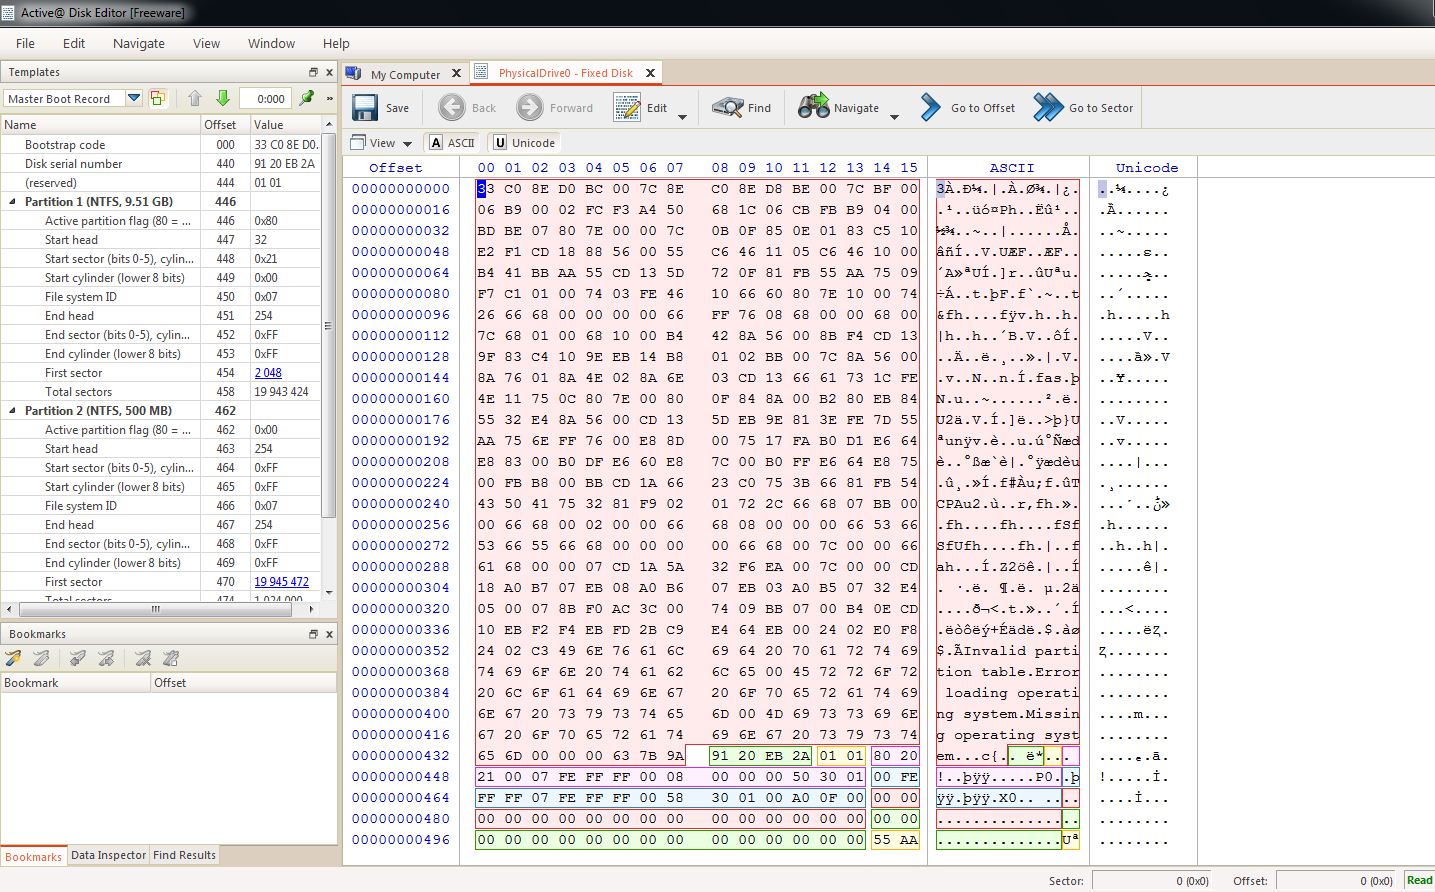 Active@ Disk Editor [Freeware]
File Edit Navigate View Window Help
Templates
Master Boot Record 0:000 »
Name Offset Value
Bootstrap code 000 33 C0 8E D0.
Disk serial number 440 91 20 EB 2A
(reserved) 444 01 01
Partition 1 (NTFS, 9.51 GB) 446
Active partition flag (80 = ... 446 0x80
Start head 447 32
Start sector (bits 0-5), cylin... 448 0x21
Start cylinder (lower 8 bits) 449 0x00
File system ID 450 0x07
End head 451 254
End sector (bits 0-5), cylin... 452 0xFF
End cylinder (lower 8 bits) 453 0xFF
First sector 454 2 048
Total sectors 458 19 943 424
Partition 2 (NTFS, 500 MB) 462
Active partition flag (80 = ... 462 0x00
Start head 463 254
Start sector (bits 0-5), cylin... 464 0xFF
Start cylinder (lower 8 bits) 465 0xFF
File system ID 466 0x07
End head 467 254
End sector (bits 0-5), cylin... 468 0xFF
End cylinder (lower 8 bits) 469 0xFF
First sector 470 19 945 472
Total sectors 474 1 024 000
Bookmarks
Bookmark Offset
Bookmarks Data Inspector Find Results
My Computer X PhysicalDrive0 - Fixed Disk X
Save Back Forward Edit Find Navigate Go to Offset Go to Sector
View A ASCII U Unicode
Offset 00 01 02 03 04 05 06 07 08 09 10 11 12 13 14 15 ASCII Unicode
00000000000 33 C0 8E D0 BC 00 7C 8E C0 8E D8 BE 00 7C BF 00 3À.Ð¼.|.À.Ø¾.|¿.
00000000016 06 B9 00 02 FC F3 A4 50 68 1C 06 CB FB B9 04 00 .¹..üó¤Ph..Ëû¹..
00000000032 BD BE 07 80 7E 00 00 7C 0B 0F 85 0E 01 83 C5 10 ½¾..~..|......Å.
00000000048 E2 F1 CD 18 88 56 00 55 C6 46 11 05 C6 46 10 00 âñÍ..V.UÆF..ÆF..
00000000064 B4 41 BB AA 55 CD 13 5D 72 0F 81 FB 55 AA 75 09 ´A»ªUÍ.]r..ûUªu.
00000000080 F7 C1 01 00 74 03 FE 46 10 66 60 80 7E 10 00 74 ÷Á..t.þF.f`.~..t
00000000096 26 66 68 00 00 00 00 66 FF 76 08 68 00 00 68 00 &fh....fÿv.h..h.
00000000112 7C 68 01 00 68 10 00 B4 42 8A 56 00 8B F4 CD 13 |h..h..´B.V..ôÍ.
00000000128 9F 83 C4 10 9E EB 14 B8 01 02 BB 00 7C 8A 56 00 ..Ä..ë.¸..».|.V.
00000000144 8A 76 01 8A 4E 02 8A 6E 03 CD 13 66 61 73 1C FE .v..N..n.Í.fas.þ
00000000160 4E 11 75 0C 80 7E 00 80 0F 84 8A 00 B2 80 EB 84 N.u..~......².ë.
00000000176 55 32 E4 8A 56 00 CD 13 5D EB 9E 81 3E FE 7D 55 U2ä.V.Í.]ë..>þ}U
00000000192 AA 75 6E FF 76 00 E8 8D 00 75 17 FA B0 D1 E6 64 ªunÿv.è..u.ú°Ñæd
00000000208 E8 83 00 B0 DF E6 60 E8 7C 00 B0 FF E6 64 E8 75 è..°ßæ`è|.°ÿædèu
00000000224 00 FB B8 00 BB CD 1A 66 23 C0 75 3B 66 81 FB 54 .û¸.»Í.f#Àu;f.ûT
00000000240 43 50 41 75 32 81 F9 02 01 72 2C 66 68 07 BB 00 CPAu2.ù..r,fh.».
00000000256 00 66 68 00 02 00 00 66 68 08 00 00 00 66 53 66 .fh....fh....fSf
00000000272 53 66 55 66 68 00 00 00 00 66 68 00 7C 00 00 66 SfUfh....fh.|..f
00000000288 61 68 00 00 07 CD 1A 5A 32 F6 EA 00 7C 00 00 CD ah...Í.Z2öê.|..Í
00000000304 18 A0 B7 07 EB 08 A0 B6 07 EB 03 A0 B5 07 32 E4 . ·.ë. ¶.ë. µ.2ä
00000000320 05 00 07 8B F0 AC 3C 00 74 09 BB 07 00 B4 0E CD ....ð¬<.t.»..´.Í
00000000336 10 EB F2 F4 EB FD 2B C9 E4 64 EB 00 24 02 E0 F8 .ëòôëý+Éädë.$.àø
00000000352 24 02 C3 49 6E 76 61 6C 69 64 20 70 61 72 74 69 $.ÃInvalid parti
00000000368 74 69 6F 6E 20 74 61 62 6C 65 00 45 72 72 6F 72 tion table.Error
00000000384 20 6C 6F 61 64 69 6E 67 20 6F 70 65 72 61 74 69 loading operati
00000000400 6E 67 20 73 79 73 74 65 6D 00 4D 69 73 73 69 6E ng system.Missin
00000000416 67 20 6F 70 65 72 61 74 69 6E 67 20 73 79 73 74 g operating syst
00000000432 65 6D 00 00 00 63 7B 9A 91 20 EB 2A 01 01 80 20 em...c{.. ë*...
00000000448 21 00 07 FE FF FF 00 08 00 00 00 50 30 01 00 FE !..þÿÿ.....P0..þ
00000000464 FF FF 07 FE FF FF 00 58 30 01 00 A0 0F 00 00 00 ÿÿ.þÿÿ.X0.. ....
00000000480 00 00 00 00 00 00 00 00 00 00 00 00 00 00 00 00 ................
00000000496 00 00 00 00 00 00 00 00 00 00 00 00 00 00 55 AA ..............Uª
Sector: 0 (0x0) Offset: 0 (0x0) Read